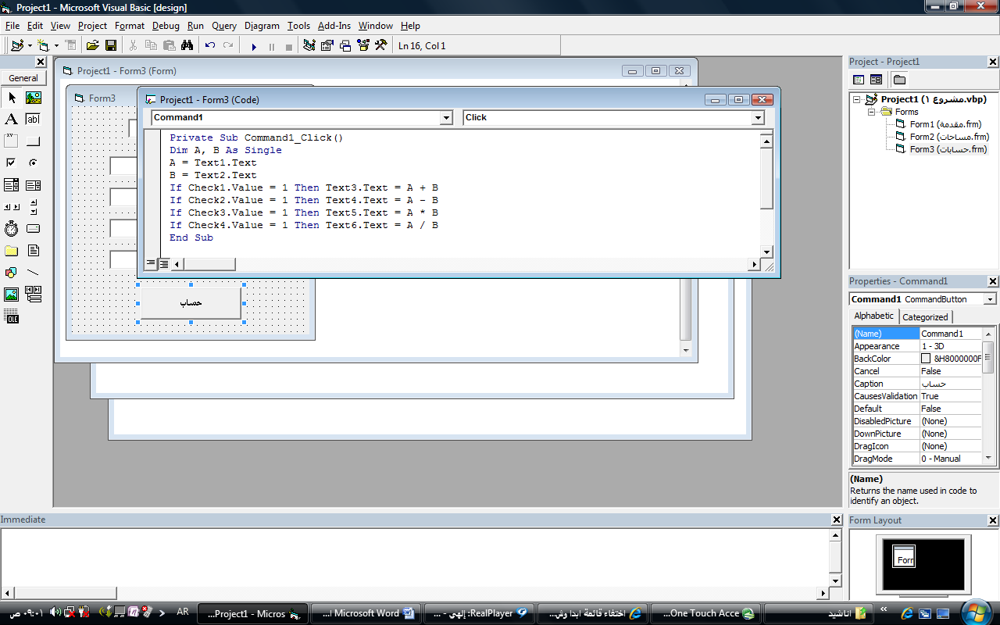 Project1 - Microsoft Visual Basic [design]
File Edit View Project Format Debug Run Query Diagram Tools Add-Ins Window Help
Ln 16, Col 1
General
Project1 - Form3 (Form)
Form3
Project1 - Form3 (Code)
Command1
Click
Private Sub Command1_Click()
Dim A, B As Single
A = Text1.Text
B = Text2.Text
If Check1.Value = 1 Then Text3.Text = A + B
If Check2.Value = 1 Then Text4.Text = A - B
If Check3.Value = 1 Then Text5.Text = A * B
If Check4.Value = 1 Then Text6.Text = A / B
End Sub
حساب
Project - Project1
Project1 (مشروع ١.vbp)
Forms
Form1 (مقدمة.frm)
Form2 (مساحات.frm)
Form3 (حسابات.frm)
Properties - Command1
Command1 CommandButton
Alphabetic Categorized
(Name) Command1
Appearance 1 - 3D
BackColor &H8000000F
Cancel False
Caption حساب
CausesValidation True
Default False
DisabledPicture (None)
DownPicture (None)
DragIcon (None)
DragMode 0 - Manual
(Name)
Returns the name used in code to
identify an object.
Immediate
Form Layout
Form
٠٩:٠١ ص
AR
...Project1 - Micros
...ا Microsoft Word
... - إلهي :RealPlayer
...اختفاء قائمة ابدا وش
...One Touch Acce
اناشيد